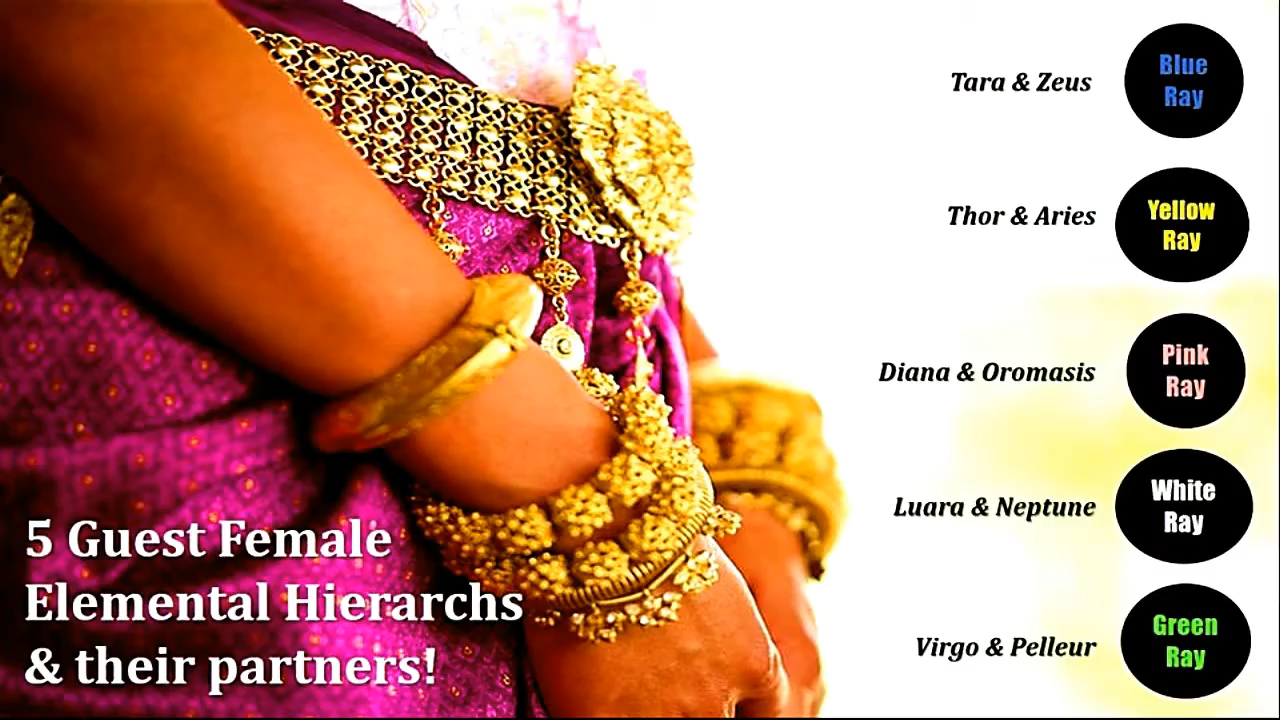 Tara & Zeus
Blue
Ray
Thor & Aries
Yellow
Ray
Diana & Oromasis
Pink
Ray
Luara & Neptune
White
Ray
Virgo & Pelleur
Green
Ray
5 Guest Female
Elemental Hierarchs
& their partners!